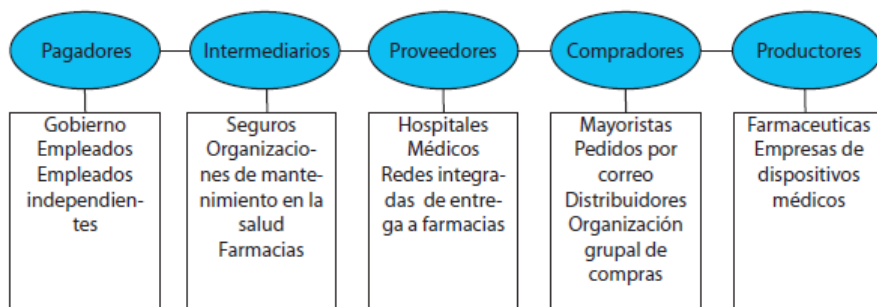 Pagadores
Intermediarios
Proveedores
Compradores
Productores
Gobierno
Empleados
Empleados
independien-
tes
Seguros
Organizacio-
nes de mante-
nimiento en la
salud
Farmacias
Hospitales
Médicos
Redes integra-
das de entre-
ga a farmacias
Mayoristas
Pedidos por
correo
Distribuidores
Organización
grupal de
compras
Farmaceuticas
Empresas de
dispositivos
médicos